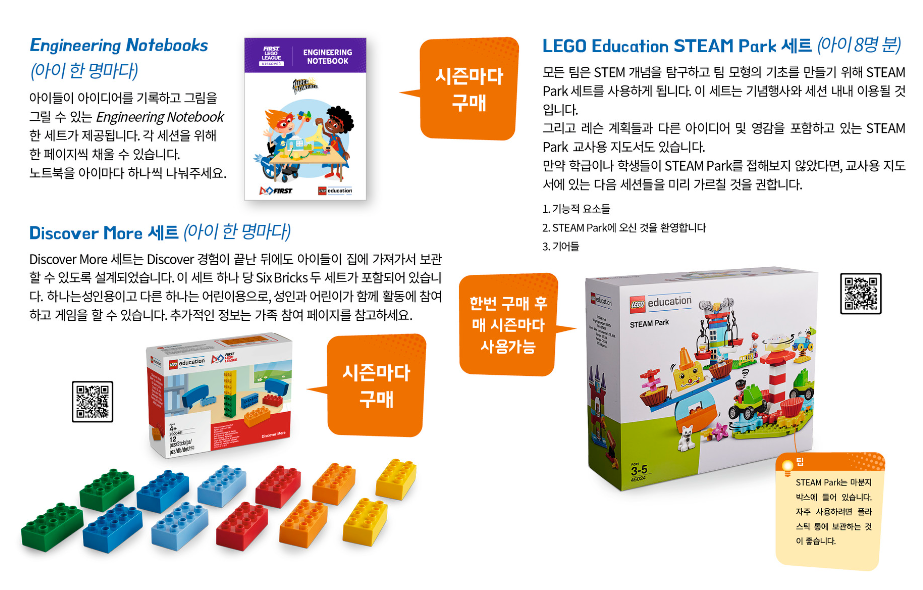 Engineering Notebooks
(아이 한 명마다)
아이들이 아이디어를 기록하고 그림을
그릴 수 있는 Engineering Notebook
한 세트가 제공됩니다. 각 세션을 위해
한 페이지씩 채울 수 있습니다.
노트북을 아이마다 하나씩 나눠주세요.
FIRST
LEGO
LEAGUE
ENGINEERING
NOTEBOOK
FIRST
education
시즌마다
구매
Discover More 세트 (아이 한 명마다)
Discover More 세트는 Discover 경험이 끝난 뒤에도 아이들이 집에 가져가서 보관
할 수 있도록 설계되었습니다. 이 세트 하나 당 Six Bricks 두 세트가 포함되어 있습니
다. 하나는성인용이고 다른 하나는 어린이용으로, 성인과 어린이가 함께 활동에 참여
하고 게임을 할 수 있습니다. 추가적인 정보는 가족 참여 페이지를 참고하세요.
education
FIRST
LEGO
LEAGUE
4+
12
Discover More
시즌마다
구매
LEGO Education STEAM Park 세트 (아이 8명 분)
모든 팀은 STEM 개념을 탐구하고 팀 모형의 기초를 만들기 위해 STEAM
Park 세트를 사용하게 됩니다. 이 세트는 기념행사와 세션 내내 이용될 것
입니다.
그리고 레슨 계획들과 다른 아이디어 및 영감을 포함하고 있는 STEAM
Park 교사용 지도서도 있습니다.
만약 학급이나 학생들이 STEAM Park를 접해보지 않았다면, 교사용 지도
서에 있는 다음 세션들을 미리 가르칠 것을 권합니다.
1. 기능적 요소들
2. STEAM Park에 오신 것을 환영합니다
3. 기어들
한번 구매 후
매 시즌마다
사용가능
LEGO education
STEAM Park
3-5
45024
팁
STEAM Park는 마분지
박스에 들어 있습니다.
자주 사용하려면 플라
스틱 통에 보관하는 것
이 좋습니다.